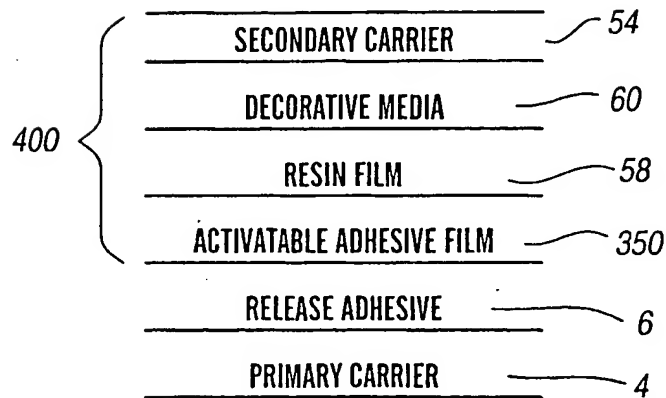 SECONDARY CARRIER 54
DECORATIVE MEDIA 60
400
RESIN FILM 58
ACTIVATABLE ADHESIVE FILM 350
RELEASE ADHESIVE 6
PRIMARY CARRIER 4